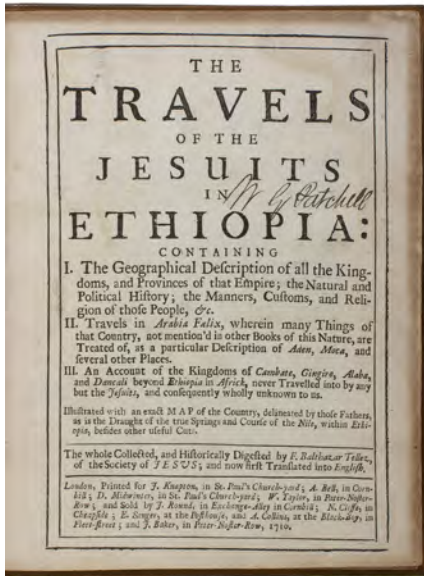 THE
TRAVELS
OF THE
JESUITS
IN
W G Patchell
ETHIOPIA:
CONTAINING
I. The Geographical Deſcription of all the King-
doms, and Provinces of that Empire; the Natural and
Political Hiſtory; the Manners, Cuſtoms, and Reli-
gion of thoſe People, &c.
II. Travels in Arabia Fœlix, wherein many Things of
that Country, not mention'd in other Books of this Nature, are
Treated of, as a particular Deſcription of Aden, Moca, and
ſeveral other Places.
III. An Account of the Kingdoms of Cambate, Gingiro, Alaba,
and Dancali beyond Ethiopia in Africk, never Travelled into by any
but the Jeſuits, and conſequently wholly unknown to us.
Illuſtrated with an exact MAP of the Country, delineated by thoſe Fathers,
as is the Draught of the true Springs and Courſe of the Nile, within Ethi-
opia, beſides other uſeful Cuts.
The whole Collected, and Hiſtorically Digeſted by F. Balthazar Tellez,
of the Society of JESUS; and now firſt Tranſlated into Engliſh.
London, Printed for J. Knapton, in St. Paul's Church-yard; A. Bell, in Corn-
hill; D. Midwinter, in St. Paul's Church-yard; W. Taylor, in Pater-Noſter-
Row; and Sold by J. Round, in Exchange-Alley in Cornhil; N. Cliffe, in
Cheapſide; E. Sanger, at the Poſthouſe, and A. Collins, at the Black-Boy, in
Fleet-ſtreet; and J. Baker, in Pater-Noſter-Row, 1710.